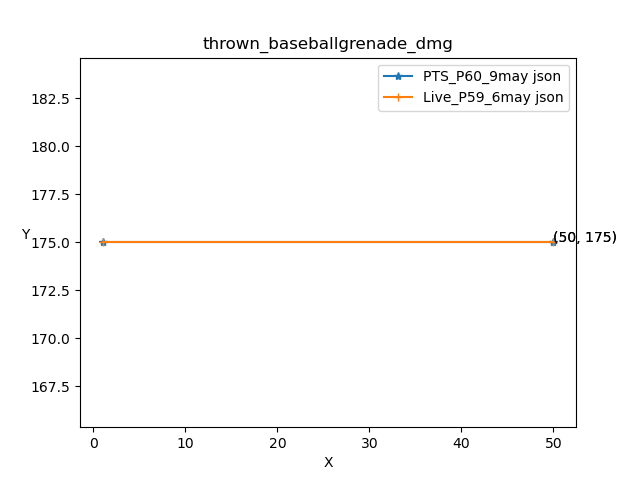 thrown_baseballgrenade_dmg
PTS_P60_9may json
Live_P59_6may json
182.5
180.0
177.5
Y
175.0
(50, 175)
172.5
170.0
167.5
0
10
20
30
40
50
X